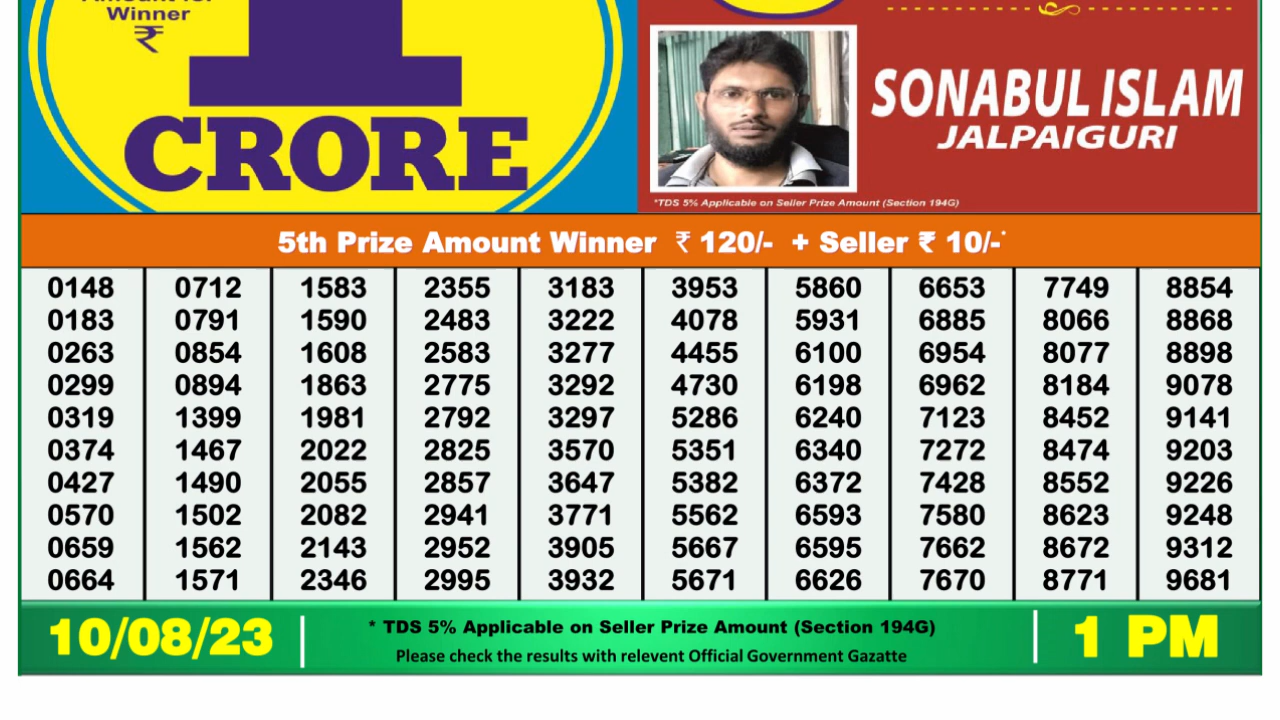 Winner
₹
1
CRORE
SONABUL ISLAM
JALPAIGURI
*TDS 5% Applicable on Seller Prize Amount (Section 194G)
5th Prize Amount Winner ₹ 120/- + Seller ₹ 10/-*
0148 0712 1583 2355 3183 3953 5860 6653 7749 8854
0183 0791 1590 2483 3222 4078 5931 6885 8066 8868
0263 0854 1608 2583 3277 4455 6100 6954 8077 8898
0299 0894 1863 2775 3292 4730 6198 6962 8184 9078
0319 1399 1981 2792 3297 5286 6240 7123 8452 9141
0374 1467 2022 2825 3570 5351 6340 7272 8474 9203
0427 1490 2055 2857 3647 5382 6372 7428 8552 9226
0570 1502 2082 2941 3771 5562 6593 7580 8623 9248
0659 1562 2143 2952 3905 5667 6595 7662 8672 9312
0664 1571 2346 2995 3932 5671 6626 7670 8771 9681
10/08/23
* TDS 5% Applicable on Seller Prize Amount (Section 194G)
Please check the results with relevent Official Government Gazatte
1 PM